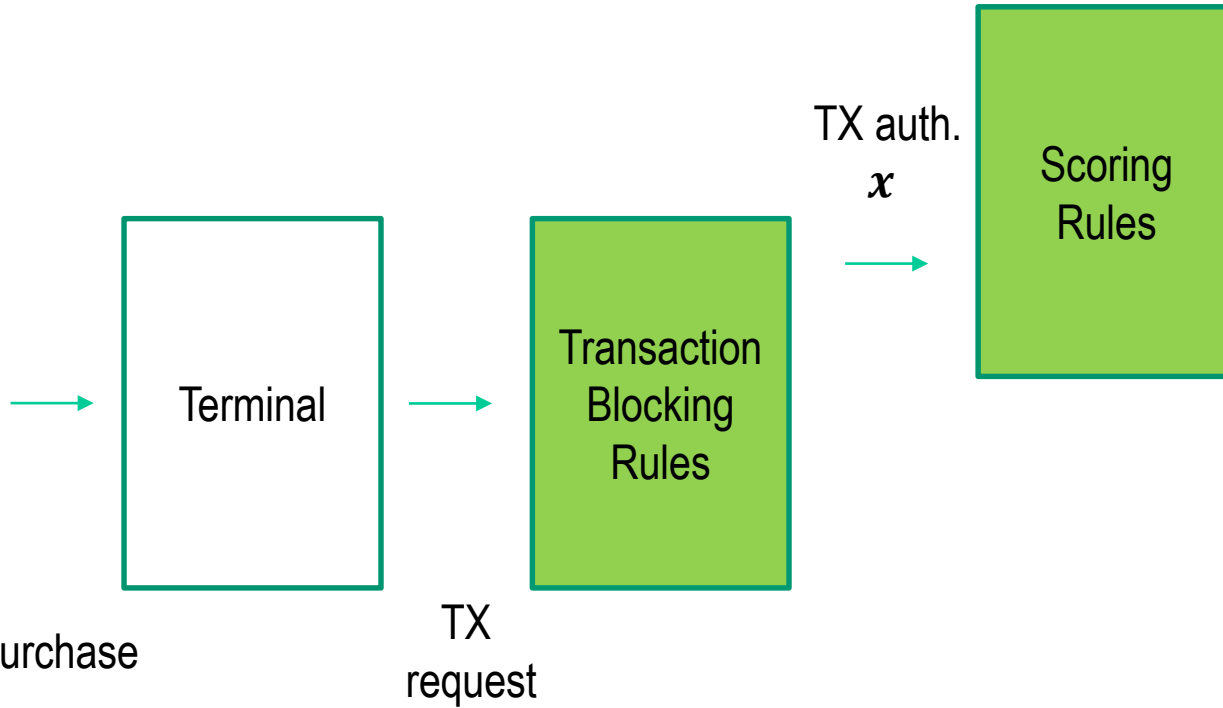 urchase
Terminal
TX
request
Transaction
Blocking
Rules
TX auth.
x
Scoring
Rules